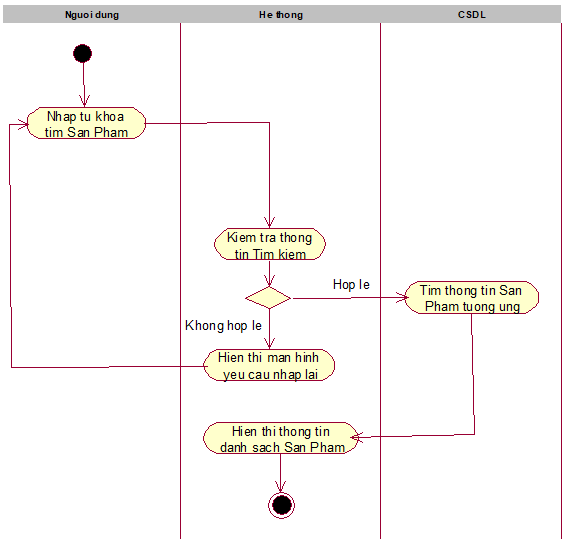 Nguoi dung
He thong
CSDL
Nhap tu khoa
tim San Pham
Kiem tra thong
tin Tim kiem
Hop le
Tim thong tin San
Pham tuong ung
Khong hop le
Hien thi man hinh
yeu cau nhap lai
Hien thi thong tin
danh sach San Pham